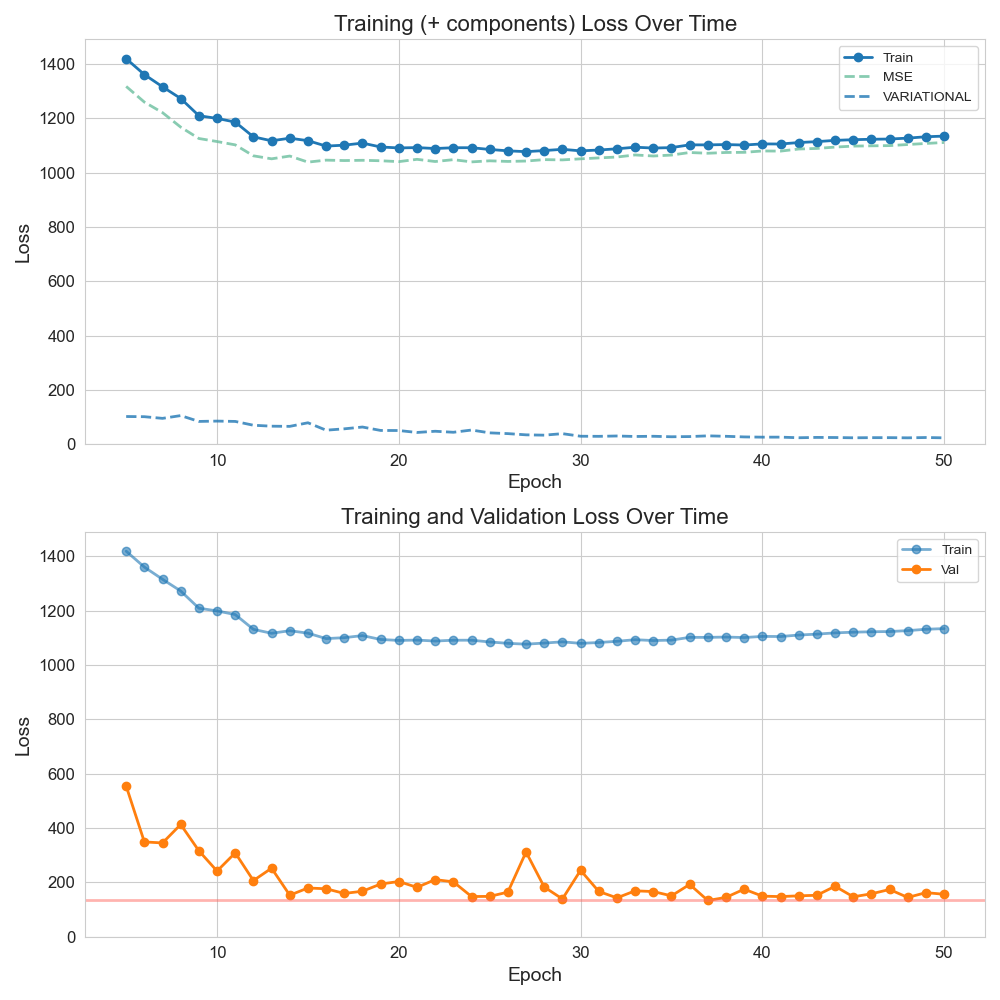 Training (+ components) Loss Over Time
Train
MSE
VARIATIONAL
1400
1200
1000
800
600
400
200
0
Loss
10 20 30 40 50
Epoch
Training and Validation Loss Over Time
Train
Val
1400
1200
1000
800
600
400
200
0
Loss
10 20 30 40 50
Epoch